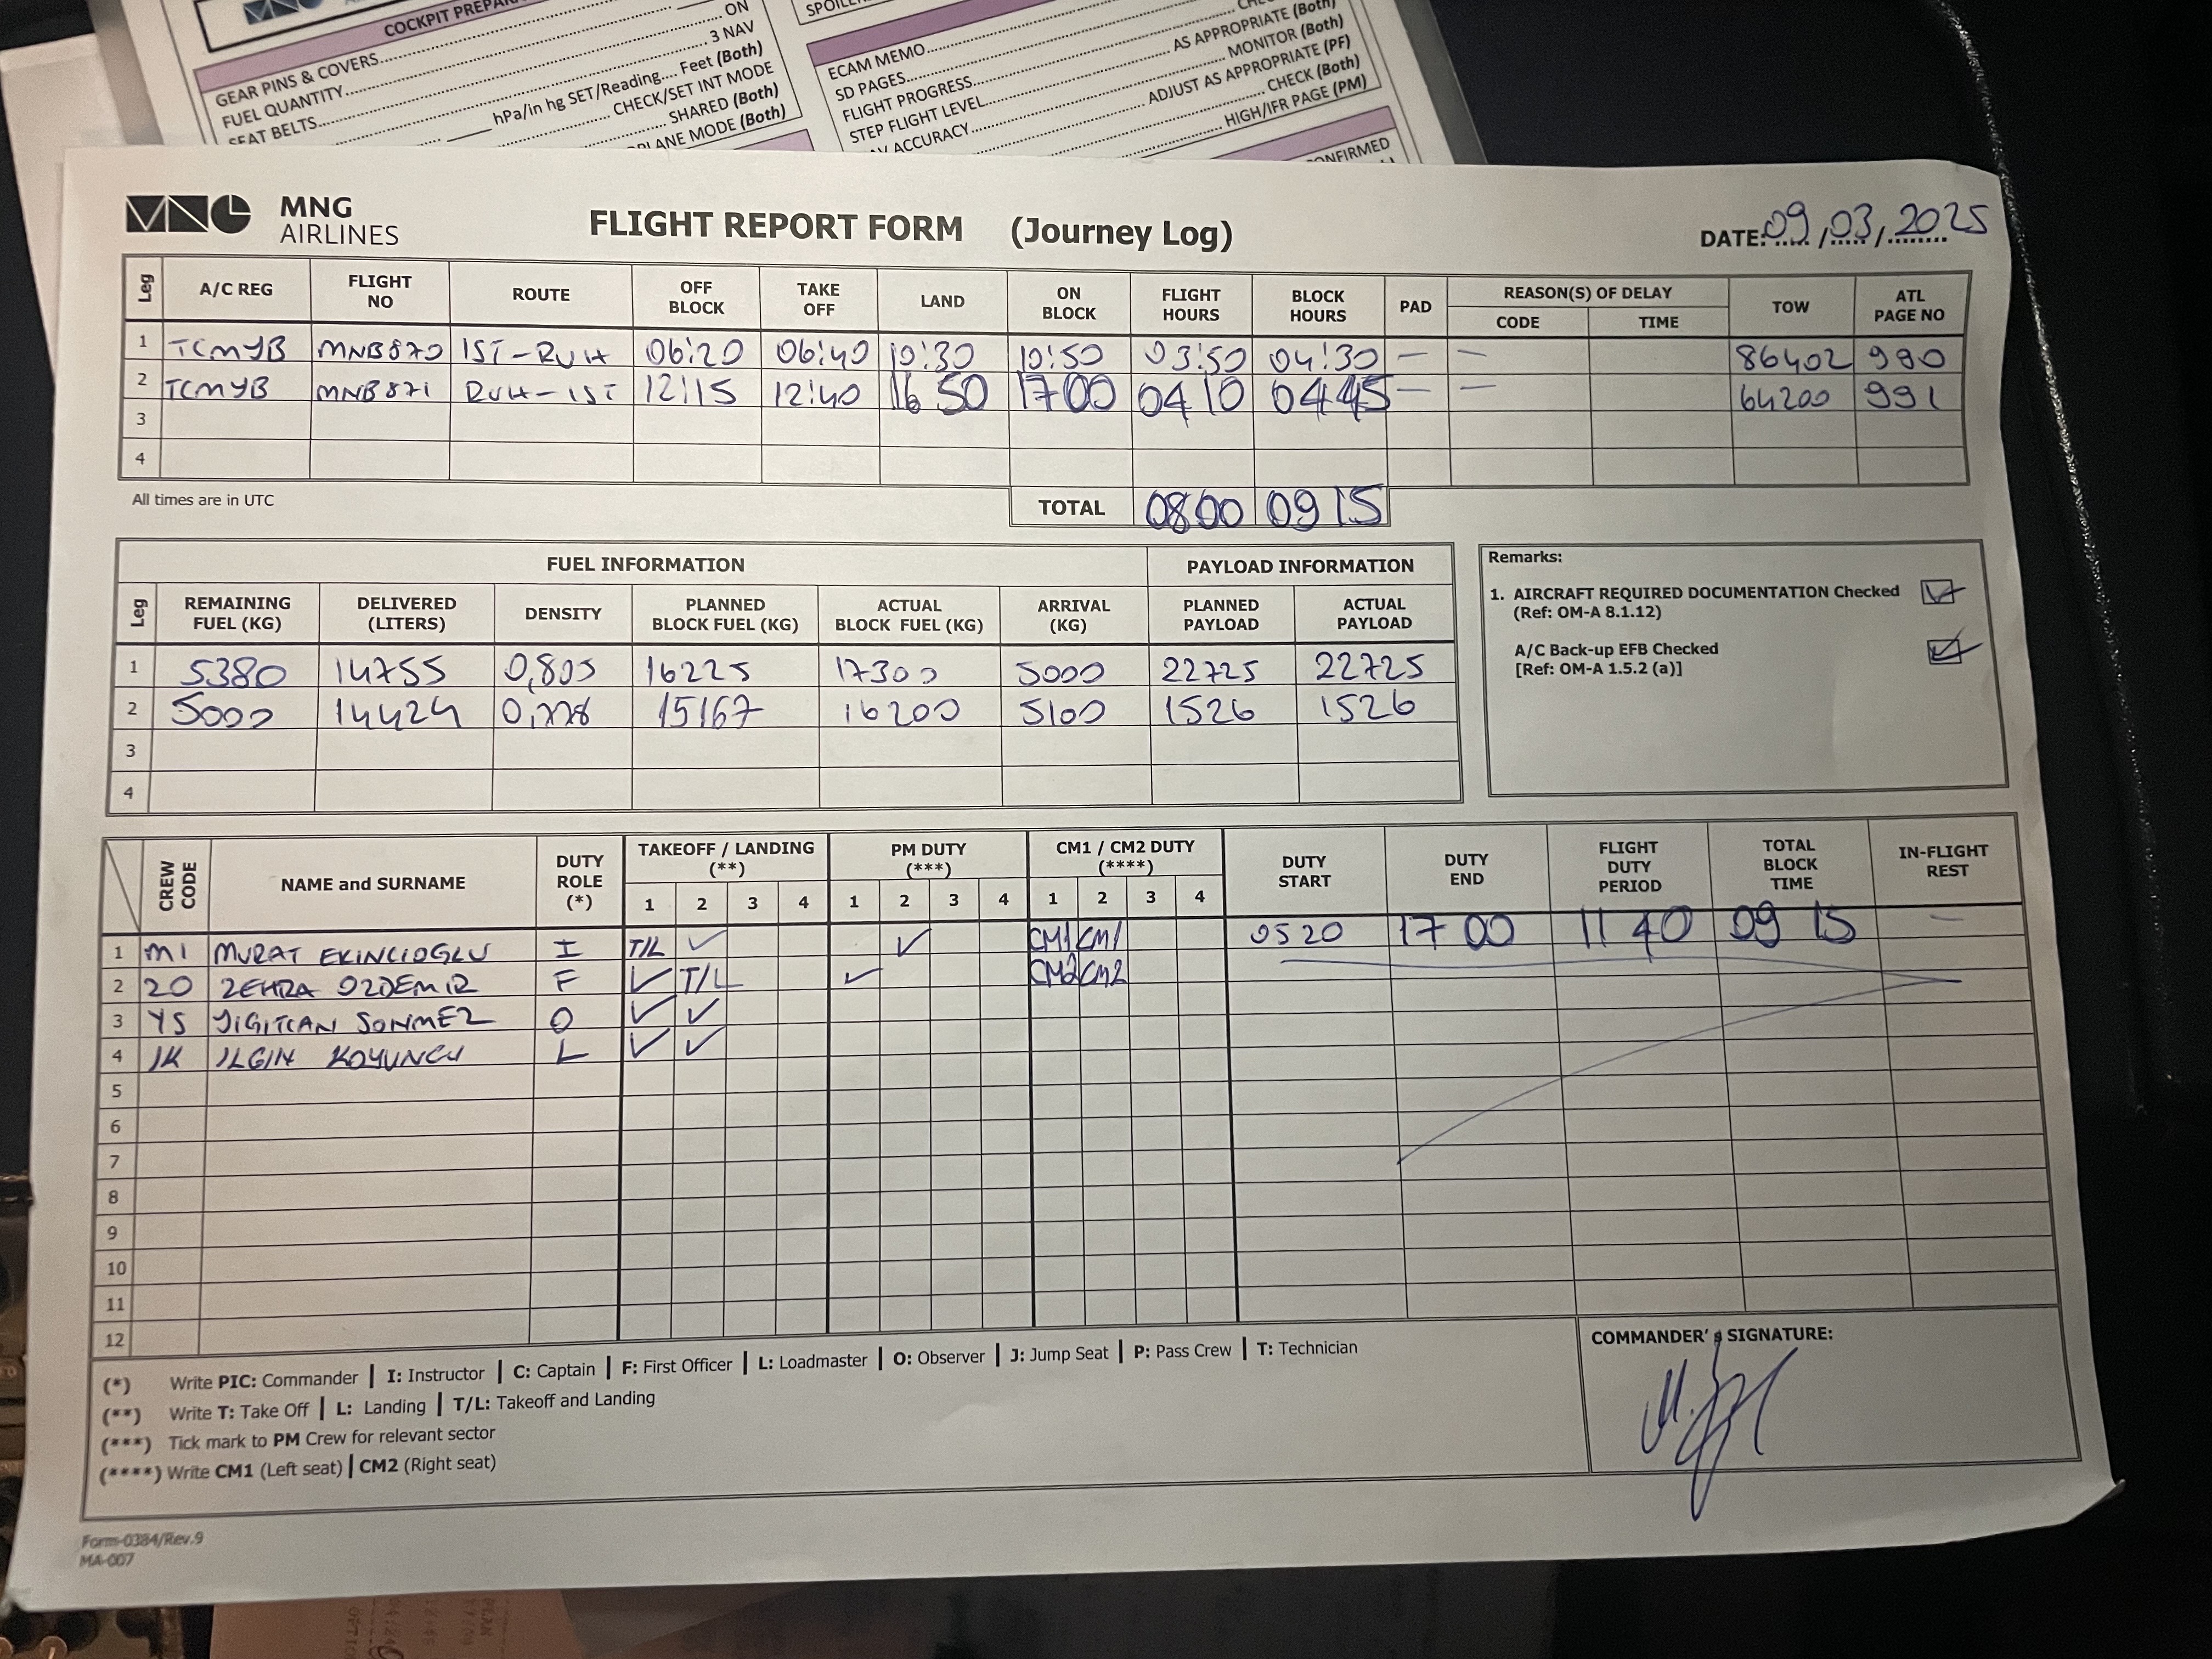 COCKPIT PREPAR
GEAR PINS & COVERS
FUEL QUANTITY ON
SEAT BELTS 3 NAV
hPa/in hg SET/Reading.... Feet (Both)
CHECK/SET INT MODE
SHARED (Both)
PLANE MODE (Both)
ECAM MEMO
SD PAGES AS APPROPRIATE (Both)
FLIGHT PROGRESS MONITOR (Both)
STEP FLIGHT LEVEL ADJUST AS APPROPRIATE (PF)
ACCURACY CHECK (Both)
HIGH/IFR PAGE (PM)
ONFIRMED
MNG
AIRLINES
FLIGHT REPORT FORM (Journey Log)
DATE: 09/03/2025
Leg A/C REG FLIGHT NO ROUTE OFF BLOCK TAKE OFF LAND ON BLOCK FLIGHT HOURS BLOCK HOURS PAD REASON(S) OF DELAY CODE TIME TOW ATL PAGE NO
1 TCMYB MNB870 IST-RUH 06:20 06:40 10:30 10:50 03:50 04:30 — — 86402 990
2 TCMYB MNB871 RUH-IST 12:15 12:40 16 50 17 00 04 10 04 45 — — 64200 991
3
4
All times are in UTC
TOTAL 08 00 09 15
FUEL INFORMATION PAYLOAD INFORMATION
Leg REMAINING FUEL (KG) DELIVERED (LITERS) DENSITY PLANNED BLOCK FUEL (KG) ACTUAL BLOCK FUEL (KG) ARRIVAL (KG) PLANNED PAYLOAD ACTUAL PAYLOAD
1 5380 14755 16225 17300 5000 22725 22725
2 5000 14424 15167 16200 5100 1526 1526
3
4
Remarks:
1. AIRCRAFT REQUIRED DOCUMENTATION Checked
(Ref: OM-A 8.1.12)
A/C Back-up EFB Checked
[Ref: OM-A 1.5.2 (a)]
CREW CODE NAME and SURNAME DUTY ROLE (*) TAKEOFF / LANDING (**) 1 2 3 4 PM DUTY (***) 1 2 3 4 CM1 / CM2 DUTY (****) 1 2 3 4 DUTY START DUTY END FLIGHT DUTY PERIOD TOTAL BLOCK TIME IN-FLIGHT REST
1 MI MURAT EKINCIOGLU I T/L ✓ ✓ CM1 CM1 0520 17 00 11 40 09 15 —
2 ZO ZEHRA OZDEMIR F ✓ T/L ✓ CM2 CM2
3 YS YIGITCAN SONMEZ O ✓ ✓
4 IK ILGIN KOYUNCU L ✓ ✓
5
6
7
8
9
10
11
12
(*) Write PIC: Commander | I: Instructor | C: Captain | F: First Officer | L: Loadmaster | O: Observer | J: Jump Seat | P: Pass Crew | T: Technician
(**) Write T: Take Off | L: Landing | T/L: Takeoff and Landing
(***) Tick mark to PM Crew for relevant sector
(****) Write CM1 (Left seat) | CM2 (Right seat)
COMMANDER'S SIGNATURE:
Form-0384/Rev.9
MA-007